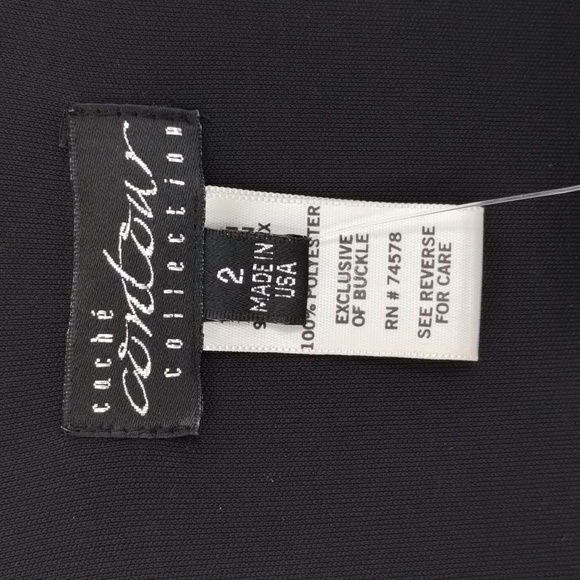 caché
contour
collection
2
MADE IN
USA
100% POLYESTER
EXCLUSIVE
OF BUCKLE
RN # 74578
SEE REVERSE
FOR CARE